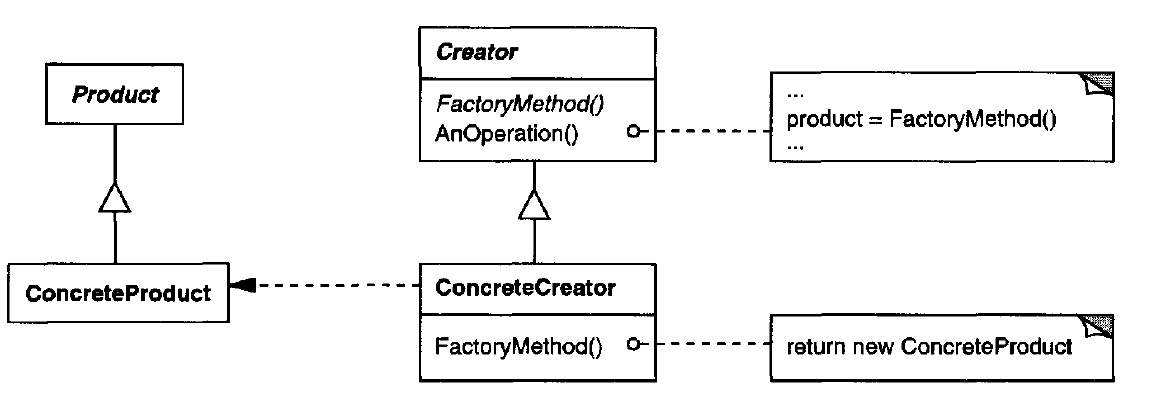 Product
Creator
FactoryMethod()
AnOperation()
...
product = FactoryMethod()
...
ConcreteProduct
ConcreteCreator
FactoryMethod()
return new ConcreteProduct